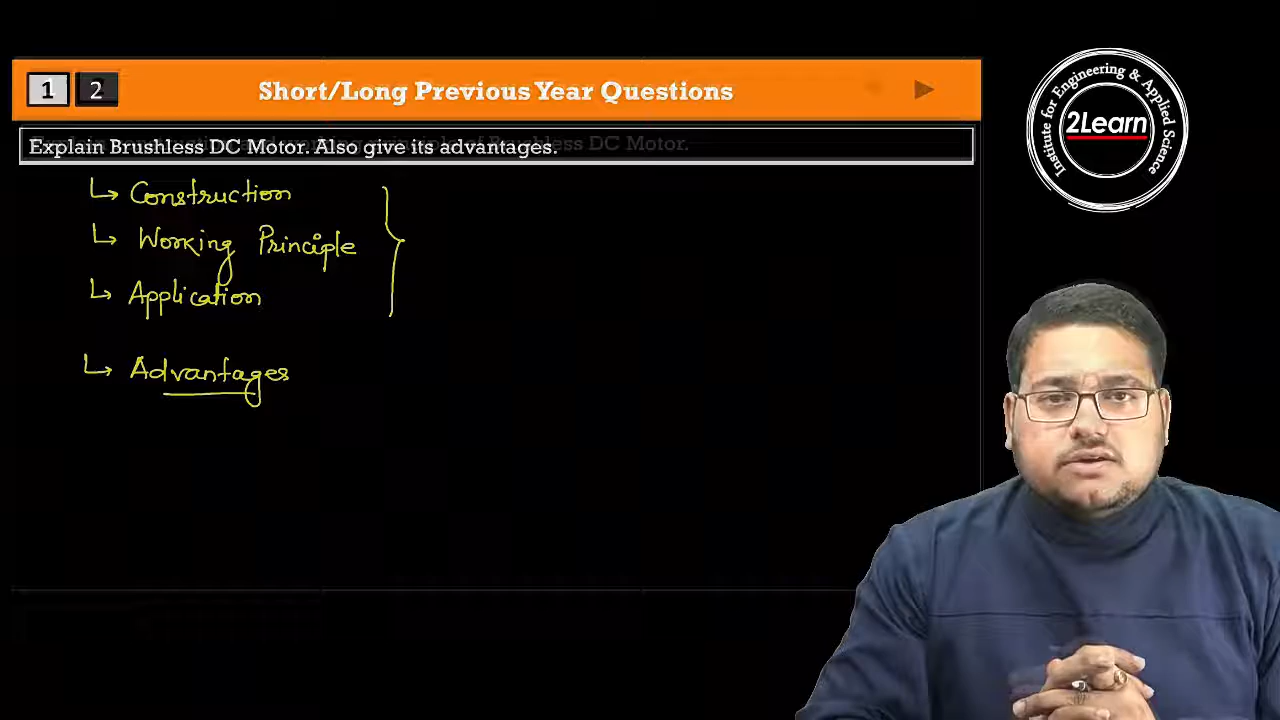 1 2 Short/Long Previous Year Questions
Explain Brushless DC Motor. Also give its advantages.
Construction
Working Principle
Application
Advantages
Institute for Engineering & Applied Science
2Learn